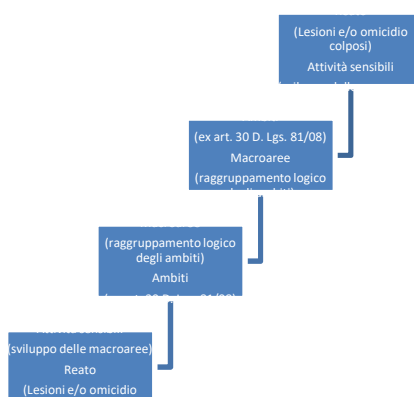 (Lesioni e/o omicidio
colposi)
Attività sensibili
(ex art. 30 D. Lgs. 81/08)
Macroaree
(raggruppamento logico
(raggruppamento logico
degli ambiti)
Ambiti
(sviluppo delle macroaree)
Reato
(Lesioni e/o omicidio